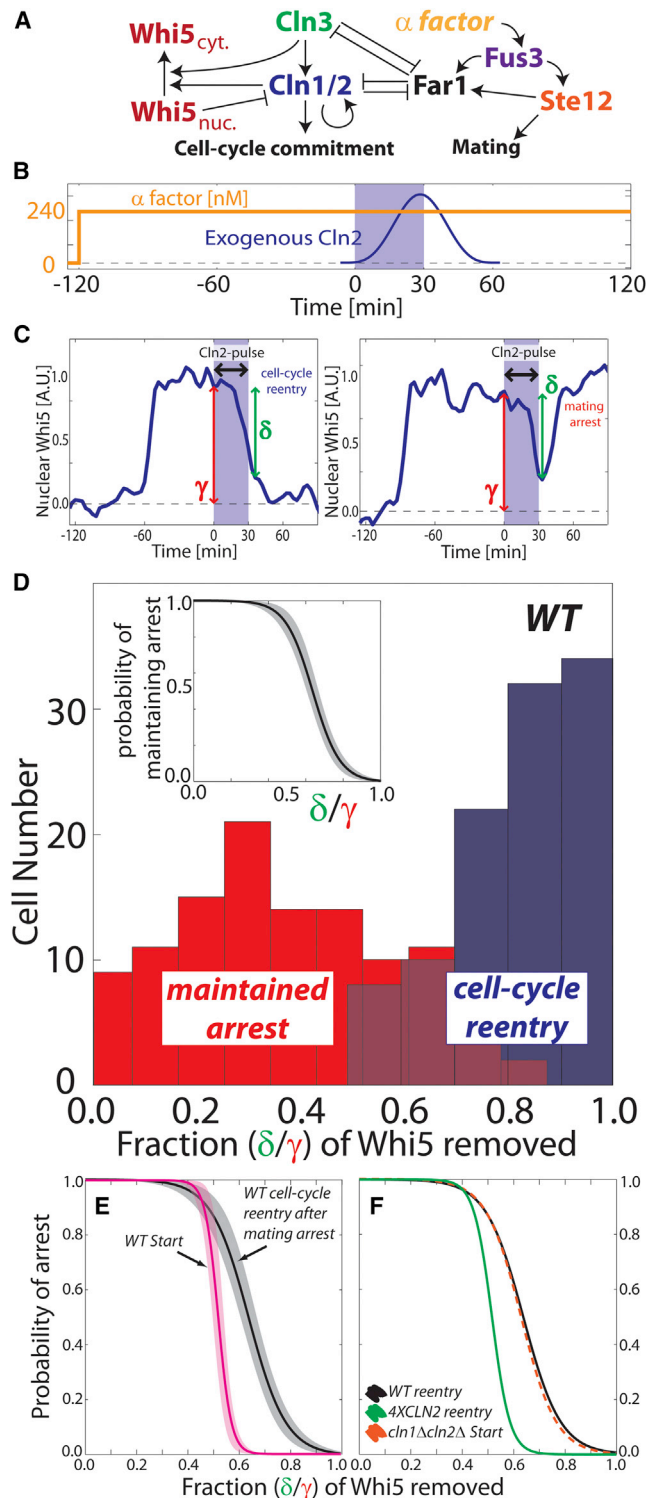 A
Whi5 cyt.
Cln3
α factor
Fus3
Whi5 nuc.
Cln1/2
Far1
Ste12
Cell-cycle commitment
Mating
B
α factor [nM]
240
Exogenous Cln2
0
-120 -60 0 30 60 120
Time [min]
C
Nuclear Whi5 [A.U.]
1.0
0.5
0.0
Cln2-pulse
cell-cycle
reentry
δ
γ
-120 -60 0 30 60
Time [min]
Nuclear Whi5 [A.U.]
1.0
0.5
0.0
Cln2-pulse
δ
mating
arrest
γ
-120 -60 0 30 60
Time [min]
D
WT
probability of
maintaining arrest
1.0
0.5
0.0
0.0 0.5 1.0
δ/γ
Cell Number
30
20
10
0
maintained
arrest
cell-cycle
reentry
0.0 0.2 0.4 0.6 0.8 1.0
Fraction (δ/γ) of Whi5 removed
E
Probability of arrest
1.0
0.8
0.6
0.4
0.2
0.0
WT Start
WT cell-cycle
reentry after
mating arrest
0.0 0.2 0.4 0.6 0.8 1.0
F
1.0
0.8
0.6
0.4
0.2
0.0
WT reentry
4XCLN2 reentry
cln1Δcln2Δ Start
0.0 0.2 0.4 0.6 0.8 1.0
Fraction (δ/γ) of Whi5 removed